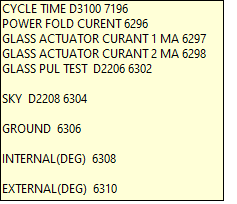 CYCLE TIME D3100 7196
POWER FOLD CURENT 6296
GLASS ACTUATOR CURANT 1 MA 6297
GLASS ACTUATOR CURANT 2 MA 6298
GLASS PUL TEST  D2206 6302
SKY  D2208 6304
GROUND  6306
INTERNAL(DEG)  6308
EXTERNAL(DEG)  6310